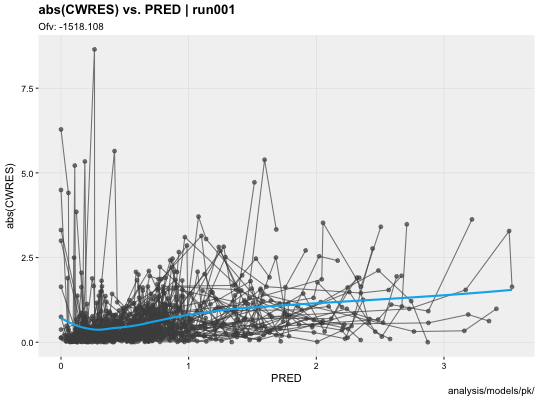 abs(CWRES) vs. PRED | run001
Ofv: -1518.108
abs(CWRES)
7.5
5.0
2.5
0.0
0
1
2
3
PRED
analysis/models/pk/